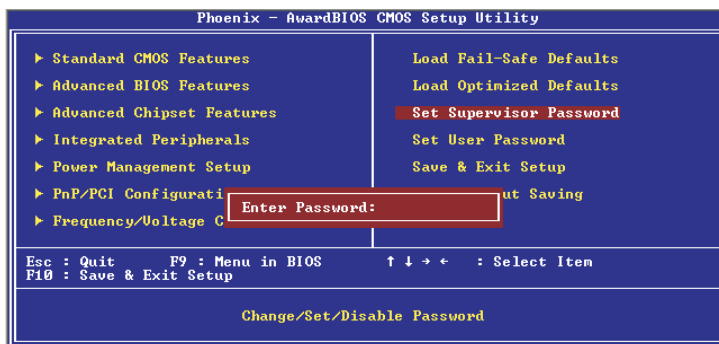 Phoenix - AwardBIOS CMOS Setup Utility
Standard CMOS Features
Advanced BIOS Features
Advanced Chipset Features
Integrated Peripherals
Power Management Setup
PnP/PCI Configurati
Frequency/Voltage C
Load Fail-Safe Defaults
Load Optimized Defaults
Set Supervisor Password
Set User Password
Save & Exit Setup
ut Saving
Enter Password:
Esc : Quit F9 : Menu in BIOS ↑ ↓ → ← : Select Item
F10 : Save & Exit Setup
Change/Set/Disable Password